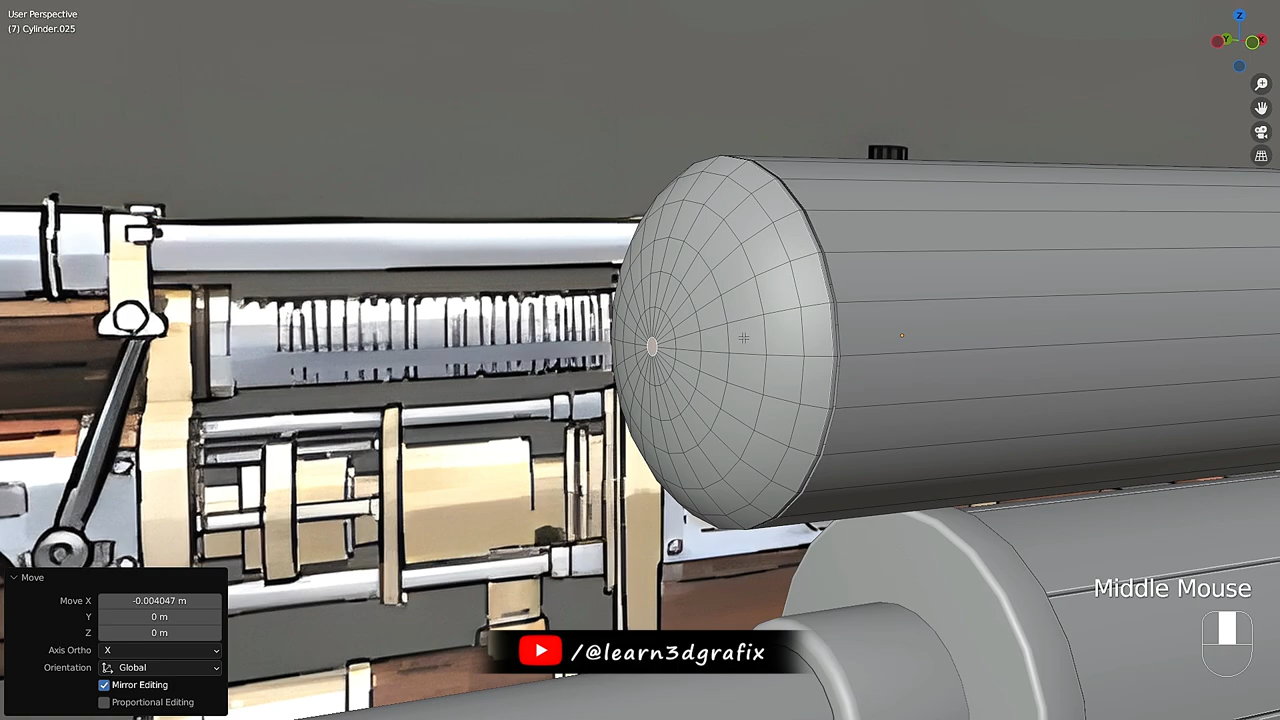 User Perspective
(7) Cylinder.025
Z
Y
X
Move
Move X -0.004047 m
Y 0 m
Z 0 m
Axis Ortho X
Orientation Global
Mirror Editing
Proportional Editing
/@learn3dgrafix
Middle Mouse